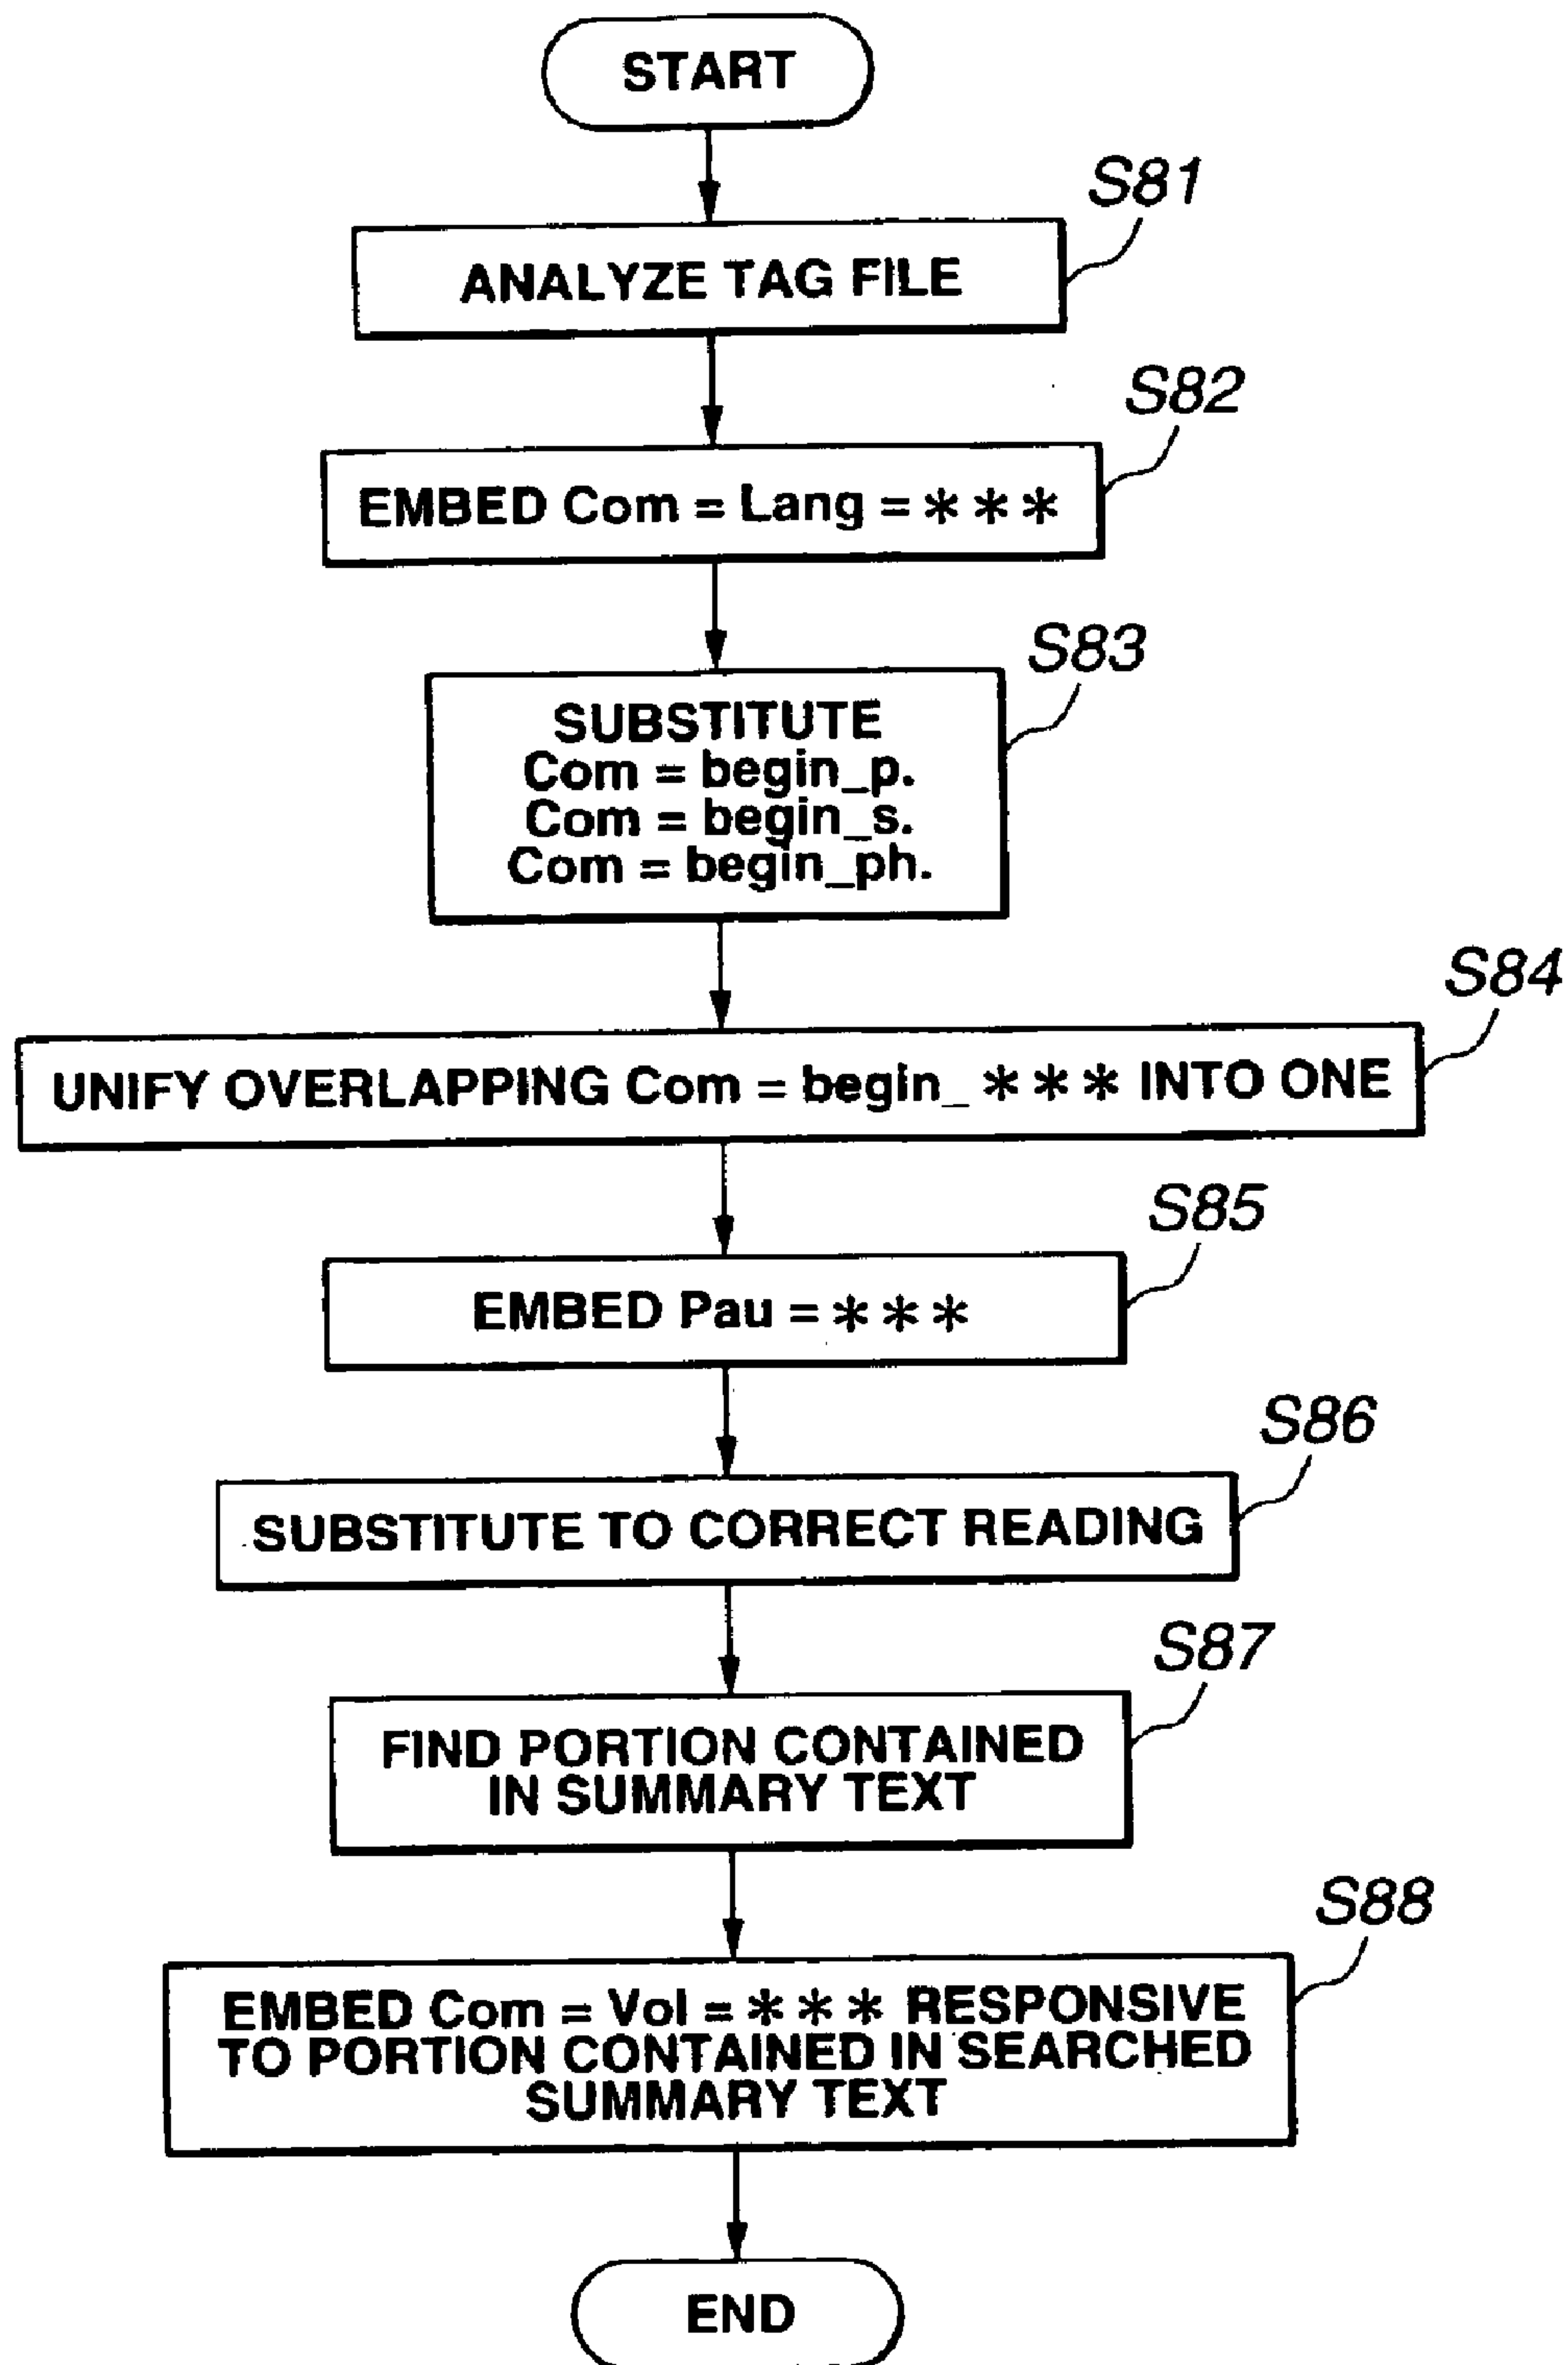 START
S81
ANALYZE TAG FILE
S82
EMBED Com = Lang = ***
S83
SUBSTITUTE
Com = begin_p.
Com = begin_s.
Com = begin_ph.
S84
UNIFY OVERLAPPING Com = begin_ *** INTO ONE
S85
EMBED Pau = ***
S86
SUBSTITUTE TO CORRECT READING
S87
FIND PORTION CONTAINED
IN SUMMARY TEXT
S88
EMBED Com = Vol = *** RESPONSIVE
TO PORTION CONTAINED IN SEARCHED
SUMMARY TEXT
END